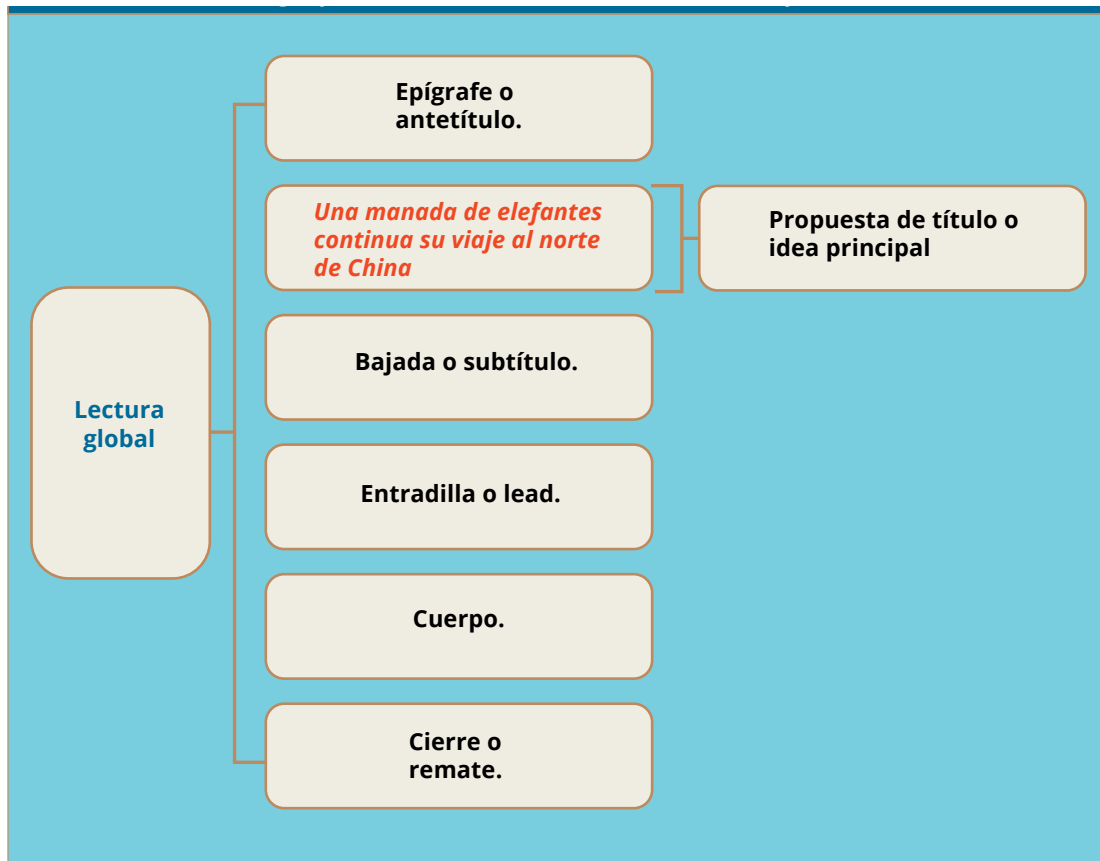 Epígrafe o
antetítulo.
Una manada de elefantes
continua su viaje al norte
de China
Propuesta de título o
idea principal
Bajada o subtítulo.
Lectura
global
Entradilla o lead.
Cuerpo.
Cierre o
remate.